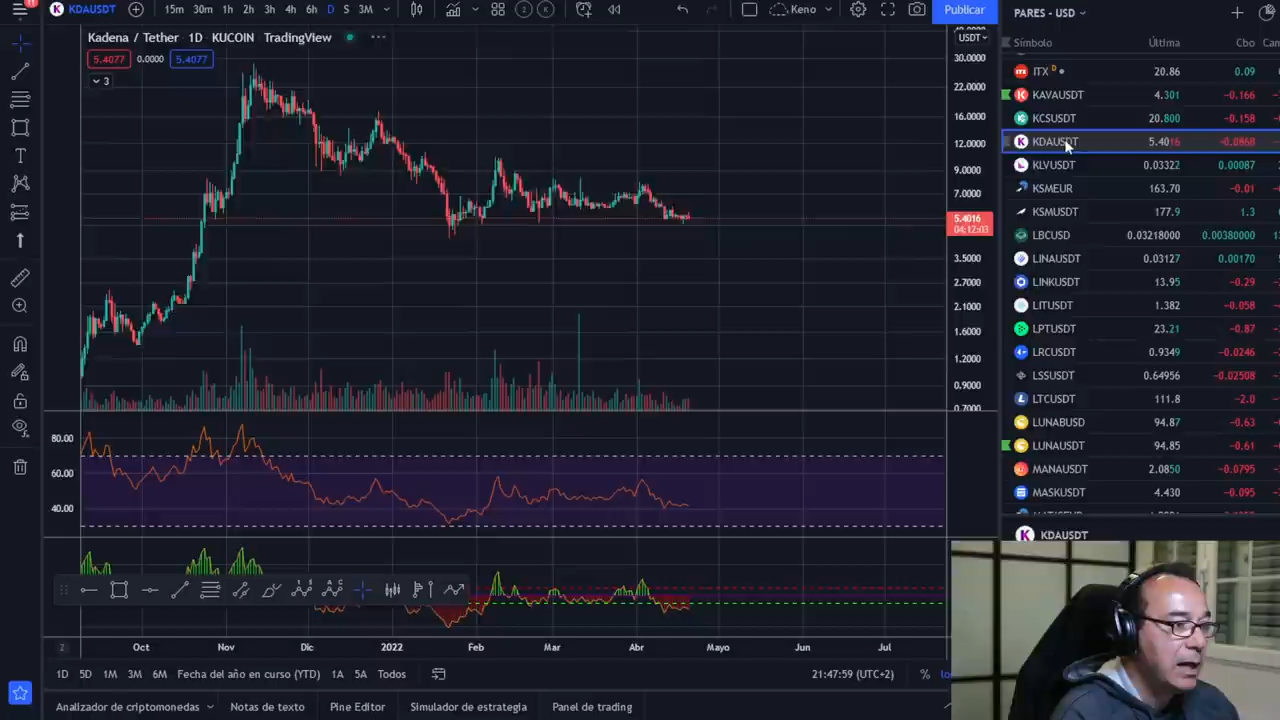 11
KDAUSDT
15m 30m 1h 2h 3h 4h 6h D S 3M
Keno
Publicar
PARES - USD
Kadena / Tether 1D KUCOIN TradingView
USDT
5.4077 0.0000 5.4077
3
Símbolo Última Cbo
ITX D 20.86 0.09
KAVAUSDT 4.301 −0.166
KCSUSDT 20.800 −0.158
KDAUSDT 5.4016 −0.0868
KLVUSDT 0.03322 0.00087
KSMEUR 163.70 −0.01
KSMUSDT 177.9 1.3
LBCUSD 0.03218000 0.00380000
LINAUSDT 0.03127 0.00170
LINKUSDT 13.95 −0.29
LITUSDT 1.382 −0.058
LPTUSDT 23.21 −0.87
LRCUSDT 0.9349 −0.0246
LSSUSDT 0.64956 −0.02508
LTCUSDT 111.8 −2.0
LUNABUSD 94.87 −0.63
LUNAUSDT 94.85 −0.61
MANAUSDT 2.0850 −0.0795
MASKUSDT 4.430 −0.095
KDAUSDT
30.0000
22.0000
16.0000
12.0000
9.0000
7.0000
5.4016
04:12:03
3.5000
2.7000
2.1000
1.6000
1.2000
0.9000
0.7000
80.00
60.00
40.00
Oct Nov Dic 2022 Feb Mar Abr Mayo Jun Jul
1D 5D 1M 3M 6M Fecha del año en curso (YTD) 1A 5A Todos
21:47:59 (UTC+2) %
Analizador de criptomonedas Notas de texto Pine Editor Simulador de estrategia Panel de trading